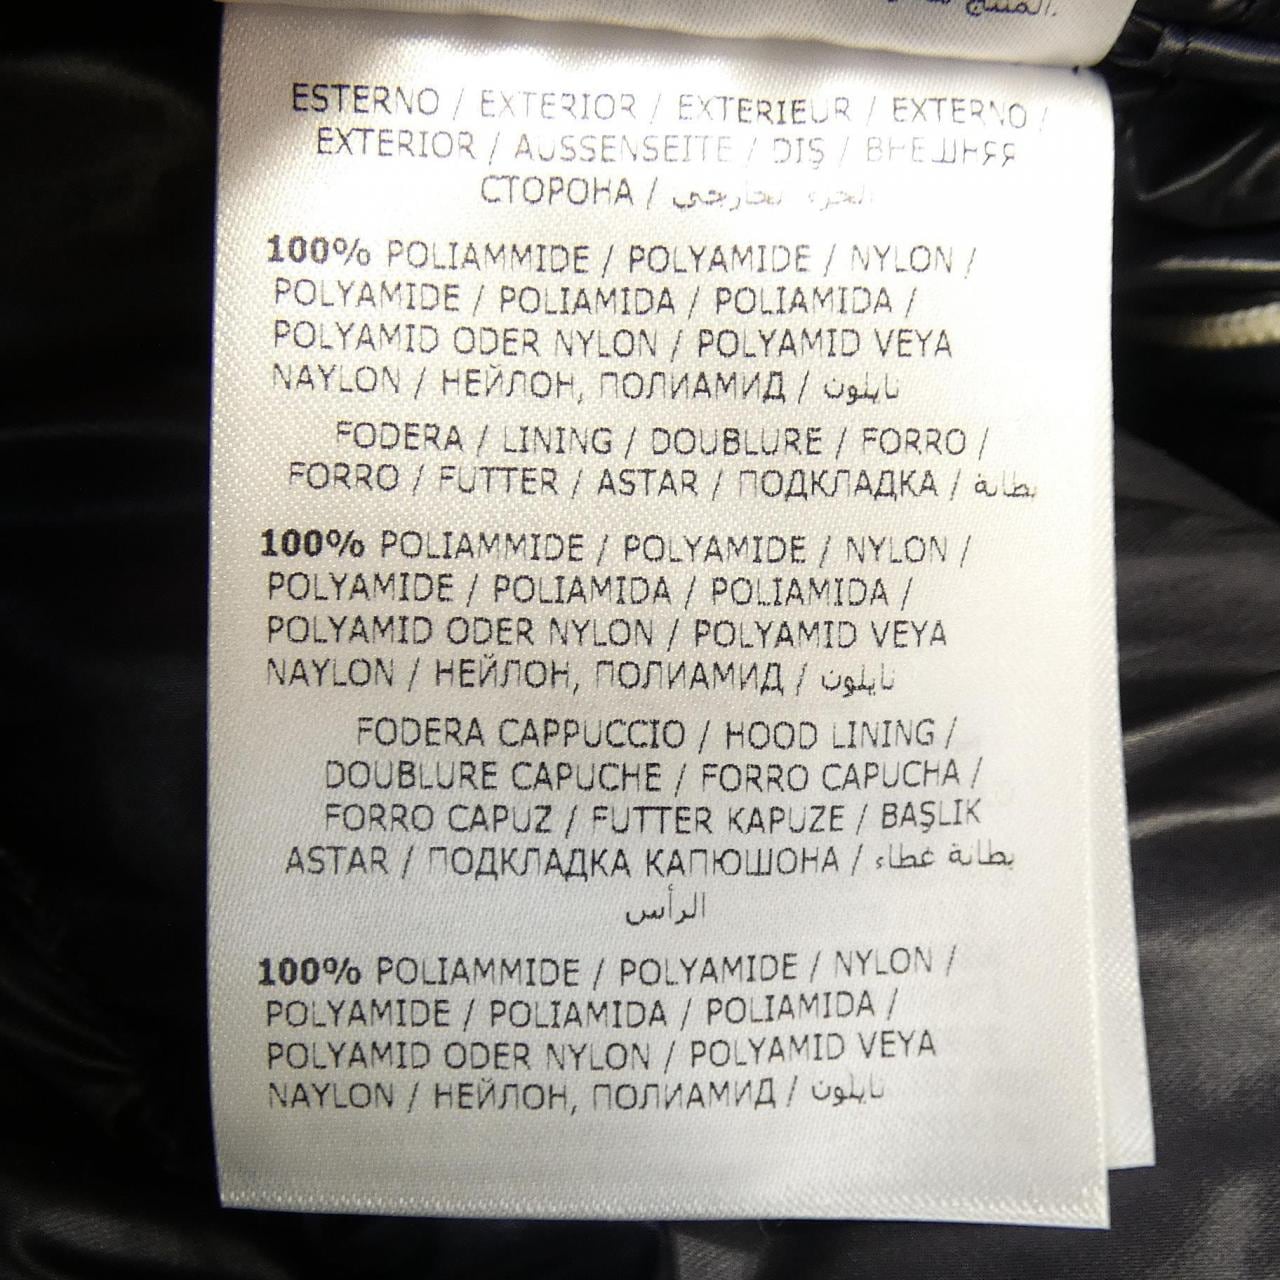 المنتج
ESTERNO / EXTERIOR / EXTERIEUR / EXTERNO /
EXTERIOR / AUSSENSEITE / DIŞ / ВНЕШНЯЯ
СТОРОНА / الجزء الخارجي
100% POLIAMMIDE / POLYAMIDE / NYLON /
POLYAMIDE / POLIAMIDA / POLIAMIDA /
POLYAMID ODER NYLON / POLYAMID VEYA
NAYLON / НЕЙЛОН, ПОЛИАМИД / نايلون
FODERA / LINING / DOUBLURE / FORRO /
FORRO / FUTTER / ASTAR / ПОДКЛАДКА / بطانة
100% POLIAMMIDE / POLYAMIDE / NYLON /
POLYAMIDE / POLIAMIDA / POLIAMIDA /
POLYAMID ODER NYLON / POLYAMID VEYA
NAYLON / НЕЙЛОН, ПОЛИАМИД / نايلون
FODERA CAPPUCCIO / HOOD LINING /
DOUBLURE CAPUCHE / FORRO CAPUCHA /
FORRO CAPUZ / FUTTER KAPUZE / BAŞLIK
ASTAR / ПОДКЛАДКА КАПЮШОНА / بطانة غطاء
الرأس
100% POLIAMMIDE / POLYAMIDE / NYLON /
POLYAMIDE / POLIAMIDA / POLIAMIDA /
POLYAMID ODER NYLON / POLYAMID VEYA
NAYLON / НЕЙЛОН, ПОЛИАМИД / نايلون